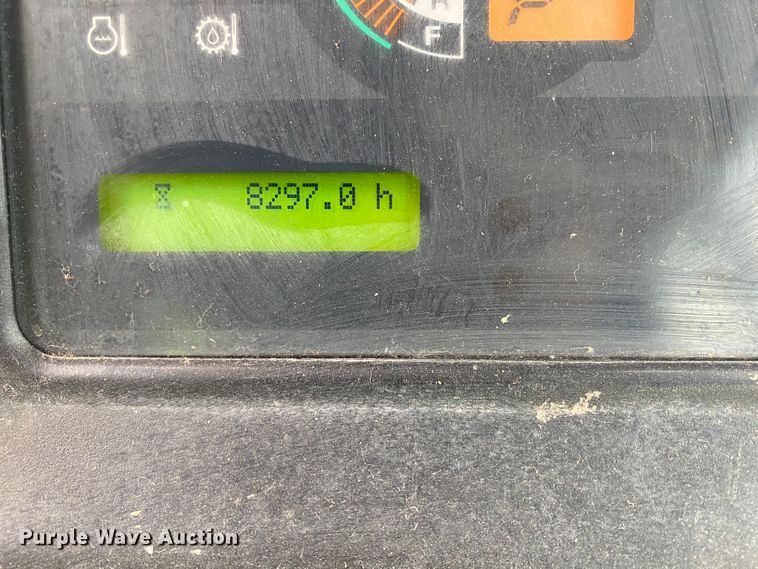 F
8297.0 h
Purple Wave Auction